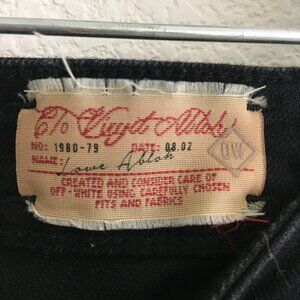 C/o Virgil Abloh
NO: 1980-79 DATE: 08.02
NAME: Lowe Abloh
OW
CREATED AND CONSIDER CARE OF
OFF-WHITE USING CAREFULLY CHOSEN
FITS AND FABRICS